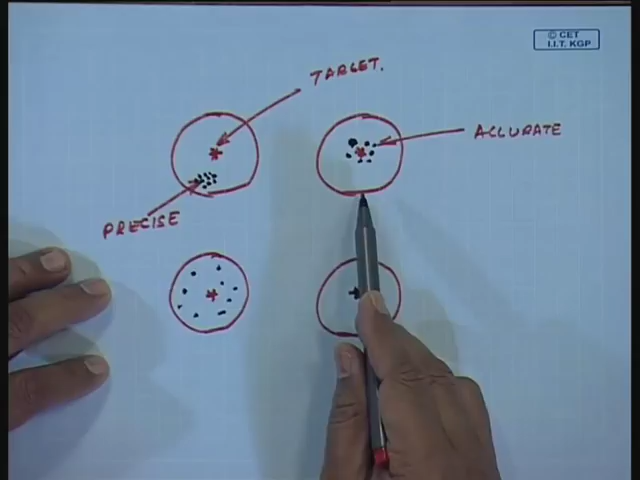 © CET
I.I.T. KGP
TARGET.
ACCURATE
PRECISE